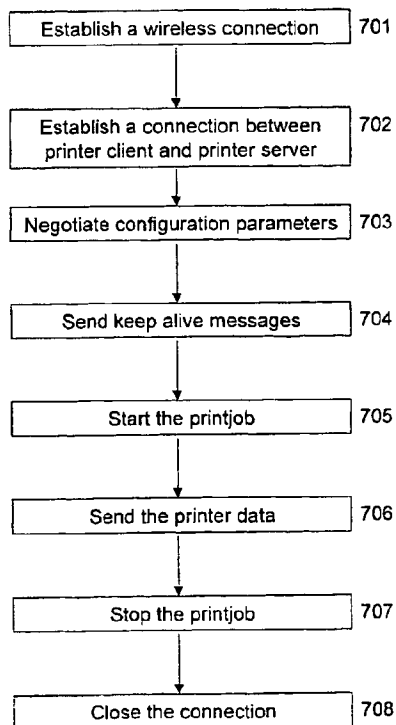 Establish a wireless connection 701
Establish a connection between
printer client and printer server 702
Negotiate configuration parameters 703
Send keep alive messages 704
Start the printjob 705
Send the printer data 706
Stop the printjob 707
Close the connection 708